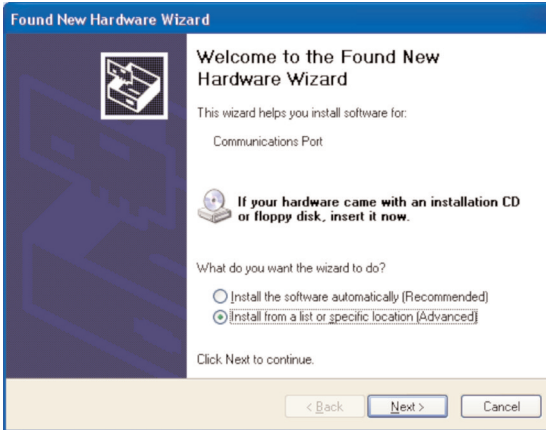 Found New Hardware Wizard
Welcome to the Found New
Hardware Wizard
This wizard helps you install software for:
Communications Port
If your hardware came with an installation CD
or floppy disk, insert it now.
What do you want the wizard to do?
Install the software automatically (Recommended)
Install from a list or specific location (Advanced)
Click Next to continue.
< Back Next > Cancel